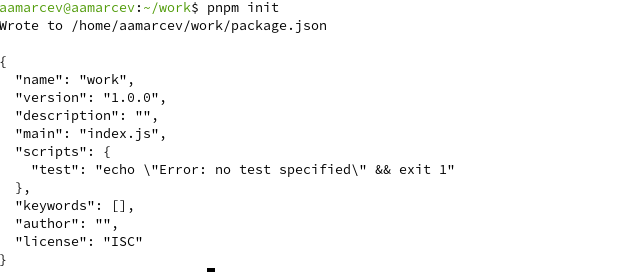 aamarcev@aamarcev:~/work$ pnpm init
Wrote to /home/aamarcev/work/package.json

{
  "name": "work",
  "version": "1.0.0",
  "description": "",
  "main": "index.js",
  "scripts": {
    "test": "echo \"Error: no test specified\" && exit 1"
  },
  "keywords": [],
  "author": "",
  "license": "ISC"
}